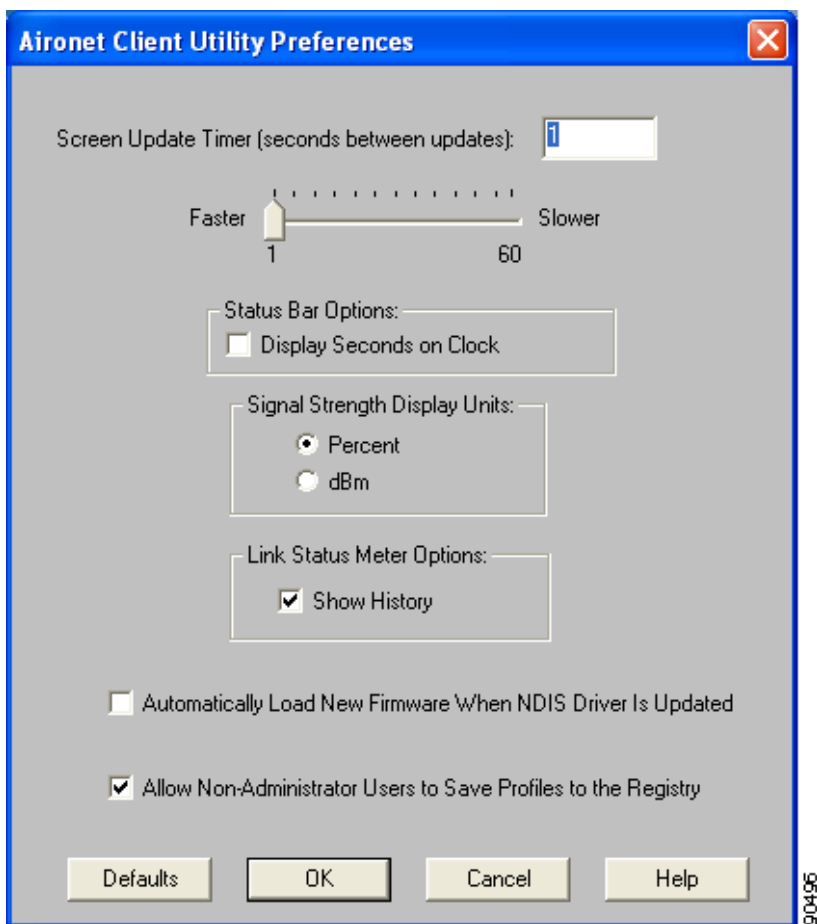 Aironet Client Utility Preferences
Screen Update Timer (seconds between updates): 1
Faster Slower
1 60
Status Bar Options:
Display Seconds on Clock
Signal Strength Display Units:
Percent
dBm
Link Status Meter Options:
Show History
Automatically Load New Firmware When NDIS Driver Is Updated
Allow Non-Administrator Users to Save Profiles to the Registry
Defaults OK Cancel Help
90496